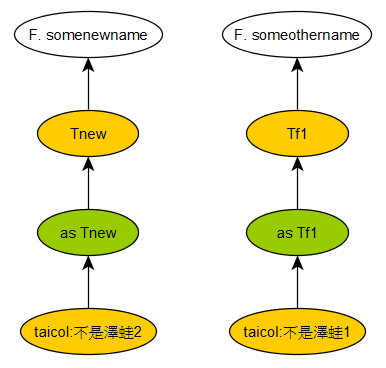 F. somenewname
F. someothername
Tnew
Tf1
as Tnew
as Tf1
taicol:不是澤蛙2
taicol:不是澤蛙1